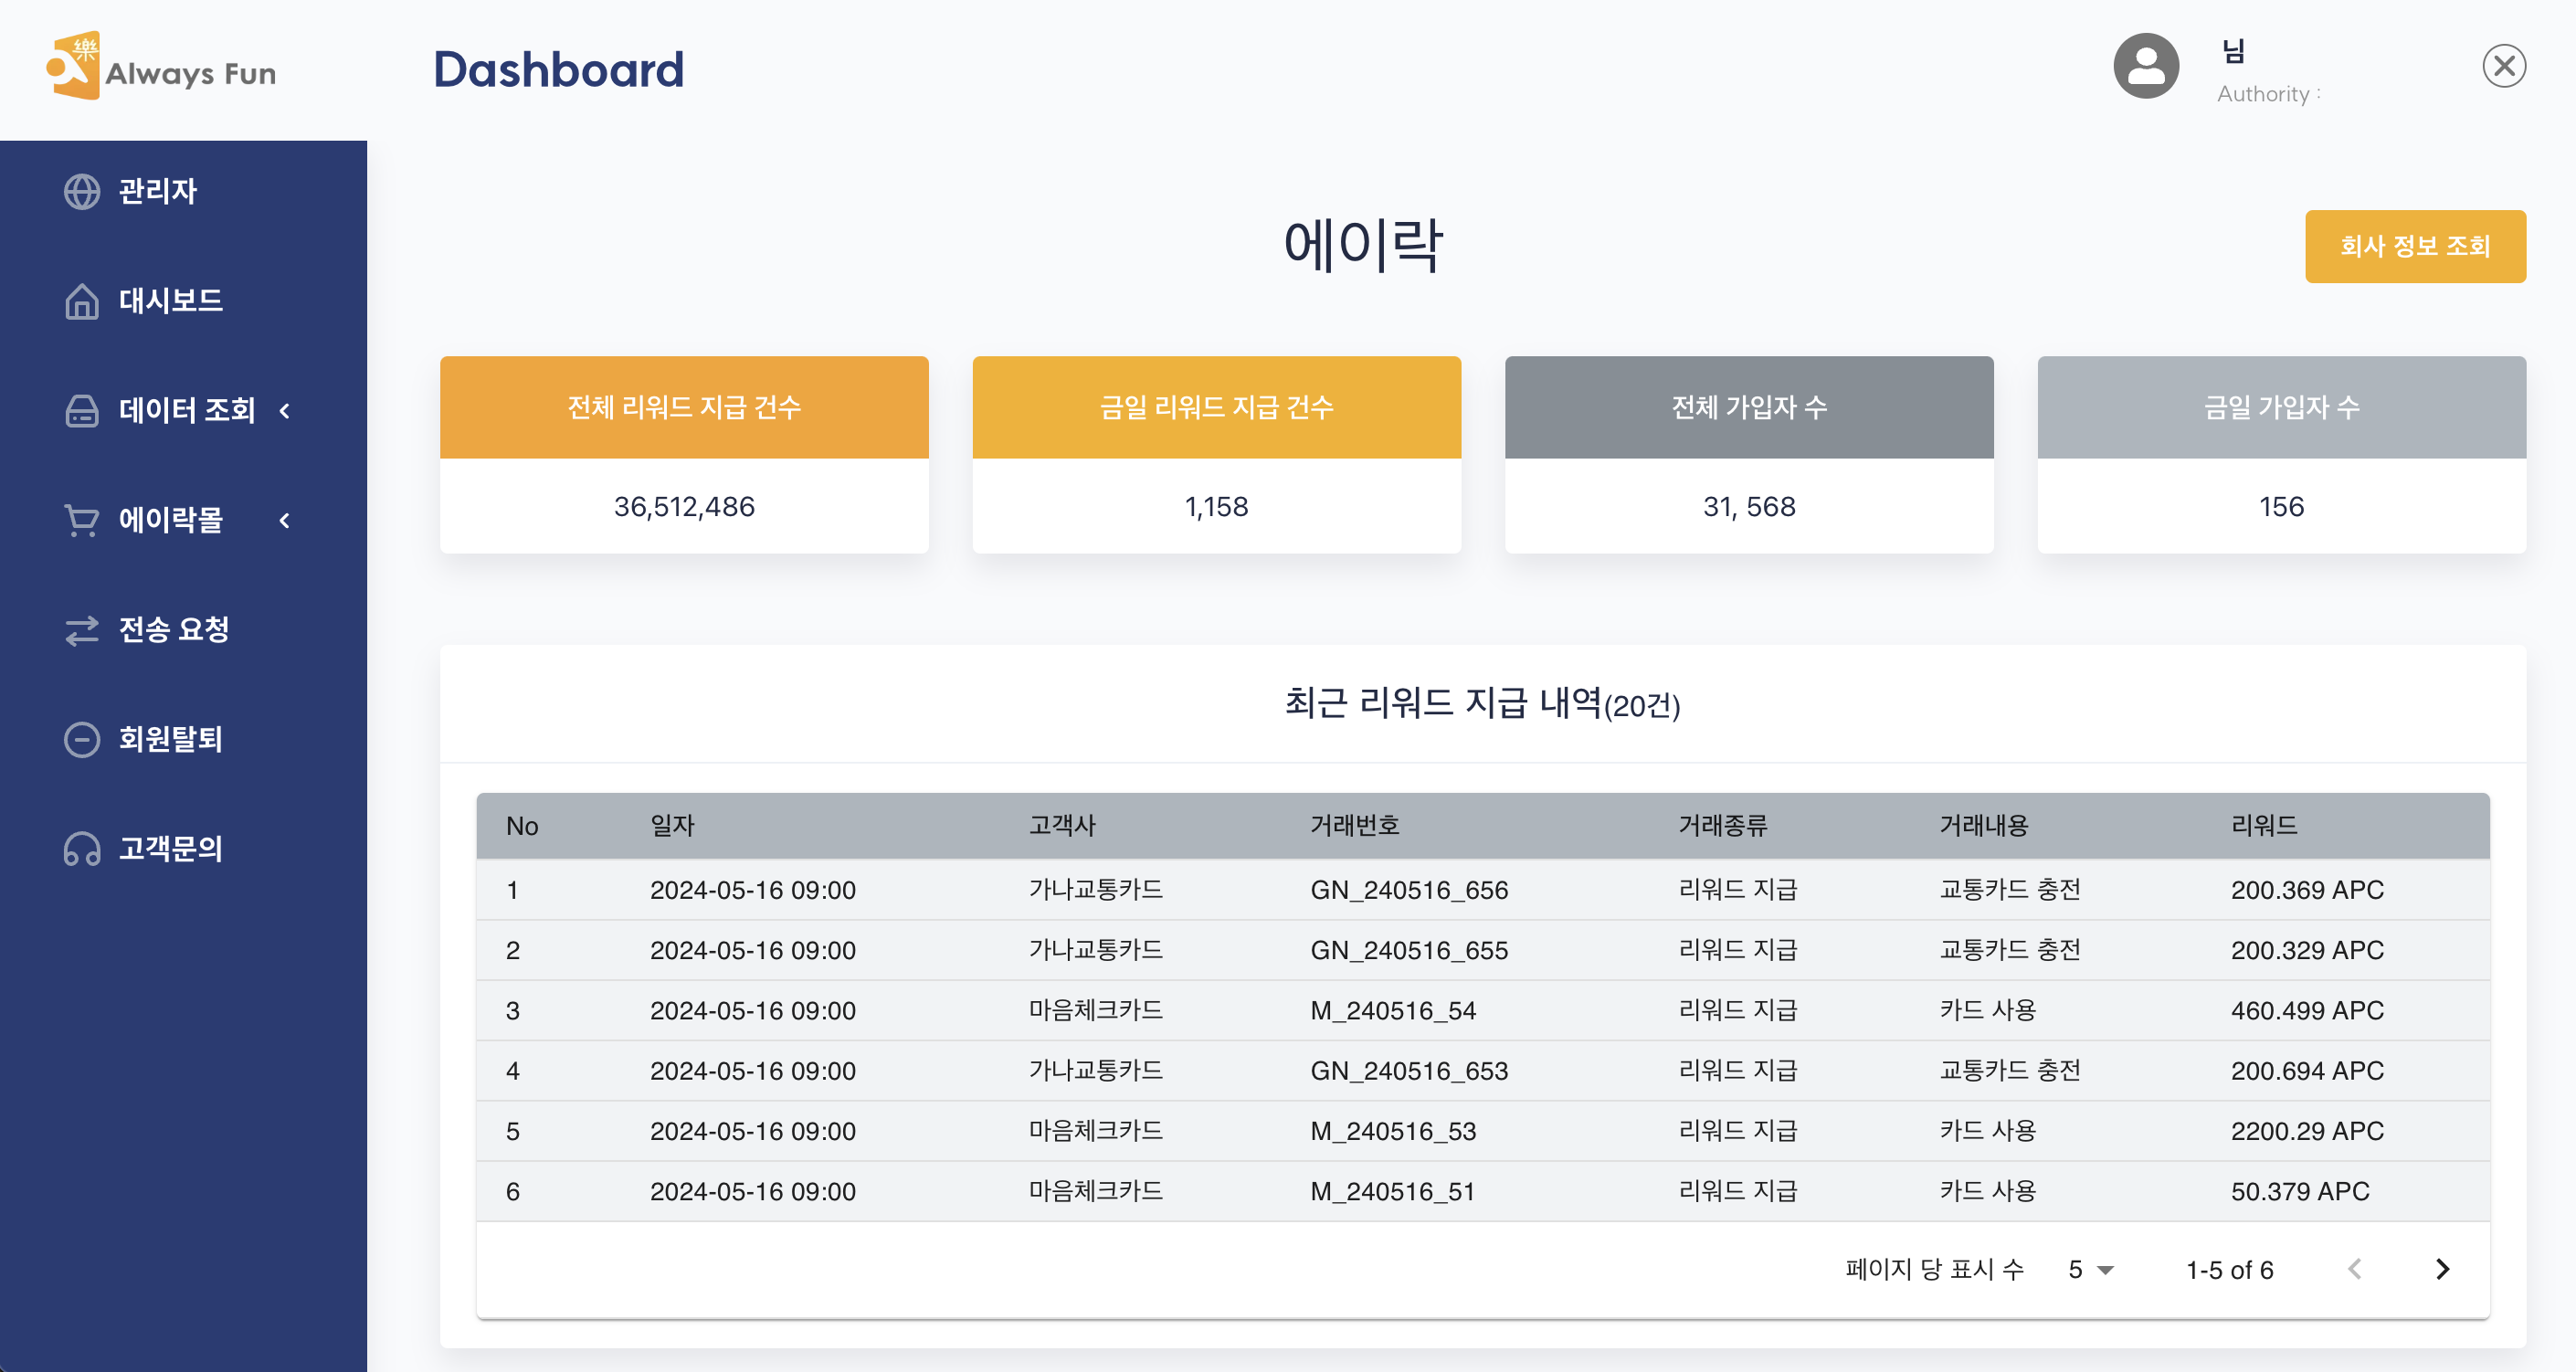 樂 Always Fun
Dashboard
님
Authority :
관리자
대시보드
데이터 조회
에이락몰
전송 요청
회원탈퇴
고객문의
에이락
회사 정보 조회
전체 리워드 지급 건수 금일 리워드 지급 건수 전체 가입자 수 금일 가입자 수
36,512,486 1,158 31, 568 156
최근 리워드 지급 내역(20건)
No 일자 고객사 거래번호 거래종류 거래내용 리워드
1 2024-05-16 09:00 가나교통카드 GN_240516_656 리워드 지급 교통카드 충전 200.369 APC
2 2024-05-16 09:00 가나교통카드 GN_240516_655 리워드 지급 교통카드 충전 200.329 APC
3 2024-05-16 09:00 마음체크카드 M_240516_54 리워드 지급 카드 사용 460.499 APC
4 2024-05-16 09:00 가나교통카드 GN_240516_653 리워드 지급 교통카드 충전 200.694 APC
5 2024-05-16 09:00 마음체크카드 M_240516_53 리워드 지급 카드 사용 2200.29 APC
6 2024-05-16 09:00 마음체크카드 M_240516_51 리워드 지급 카드 사용 50.379 APC
페이지 당 표시 수 5 1-5 of 6